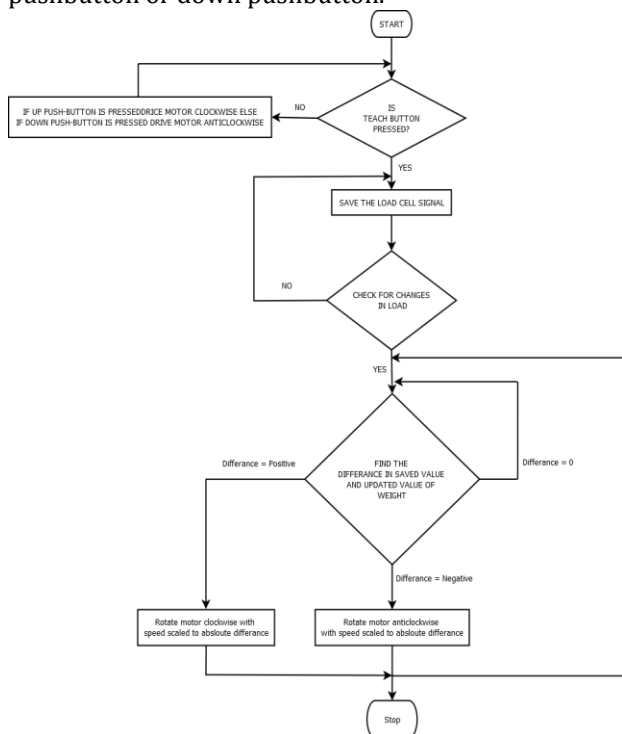 pushbutton or down pushbutton.
START
IF UP PUSH-BUTTON IS PRESSEDDRICE MOTOR CLOCKWISE ELSE
IF DOWN PUSH-BUTTON IS PRESSED DRIVE MOTOR ANTICLOCKWISE
NO
IS
TEACH BUTTON
PRESSED?
YES
SAVE THE LOAD CELL SIGNAL
NO
CHECK FOR CHANGES
IN LOAD
YES
Differance = Positive
FIND THE
DIFFERENCE IN SAVED VALUE
AND UPDATED VALUE OF
WEIGHT
Differance = 0
Differance = Negative
Rotate motor clockwise with
speed scaled to absloute difference
Rotate motor anticlockwise
with speed scaled to absloute difference
Stop